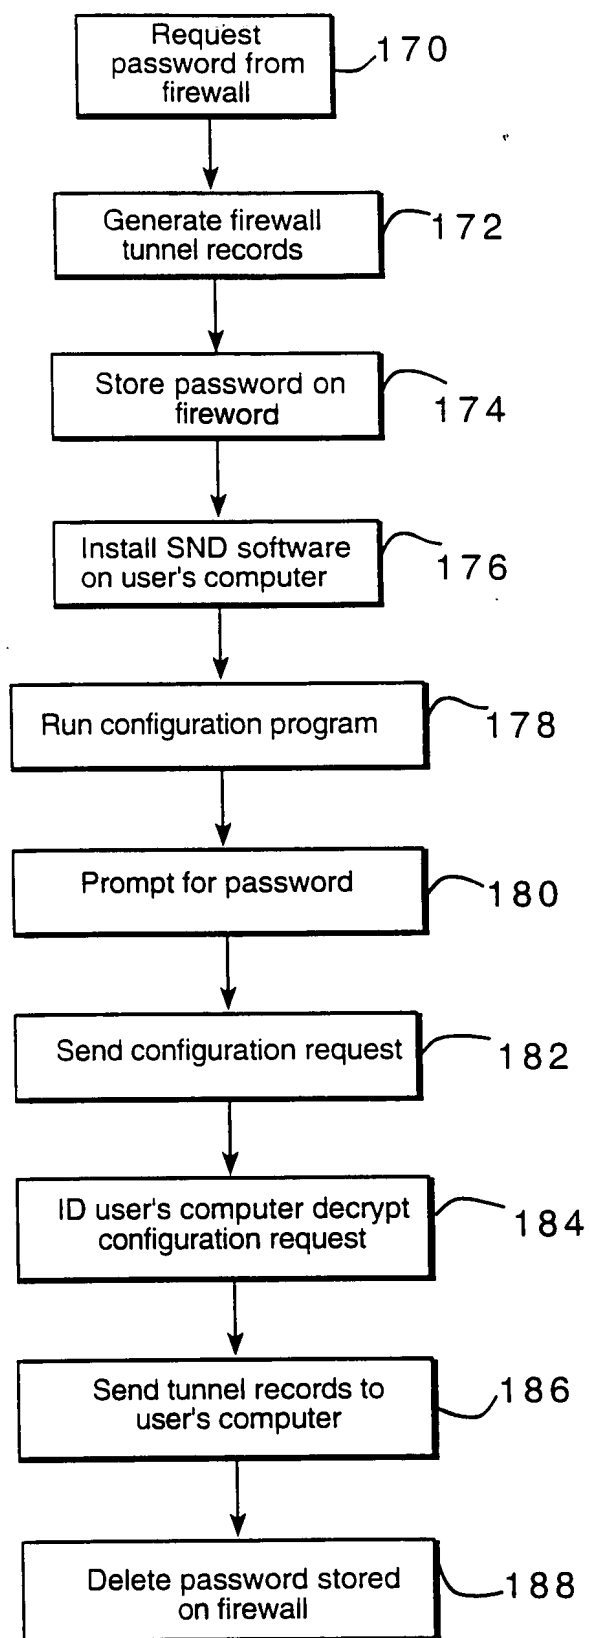 Request
password from
firewall
170
Generate firewall
tunnel records
172
Store password on
fireword
174
Install SND software
on user's computer
176
Run configuration program
178
Prompt for password
180
Send configuration request
182
ID user's computer decrypt
configuration request
184
Send tunnel records to
user's computer
186
Delete password stored
on firewall
188